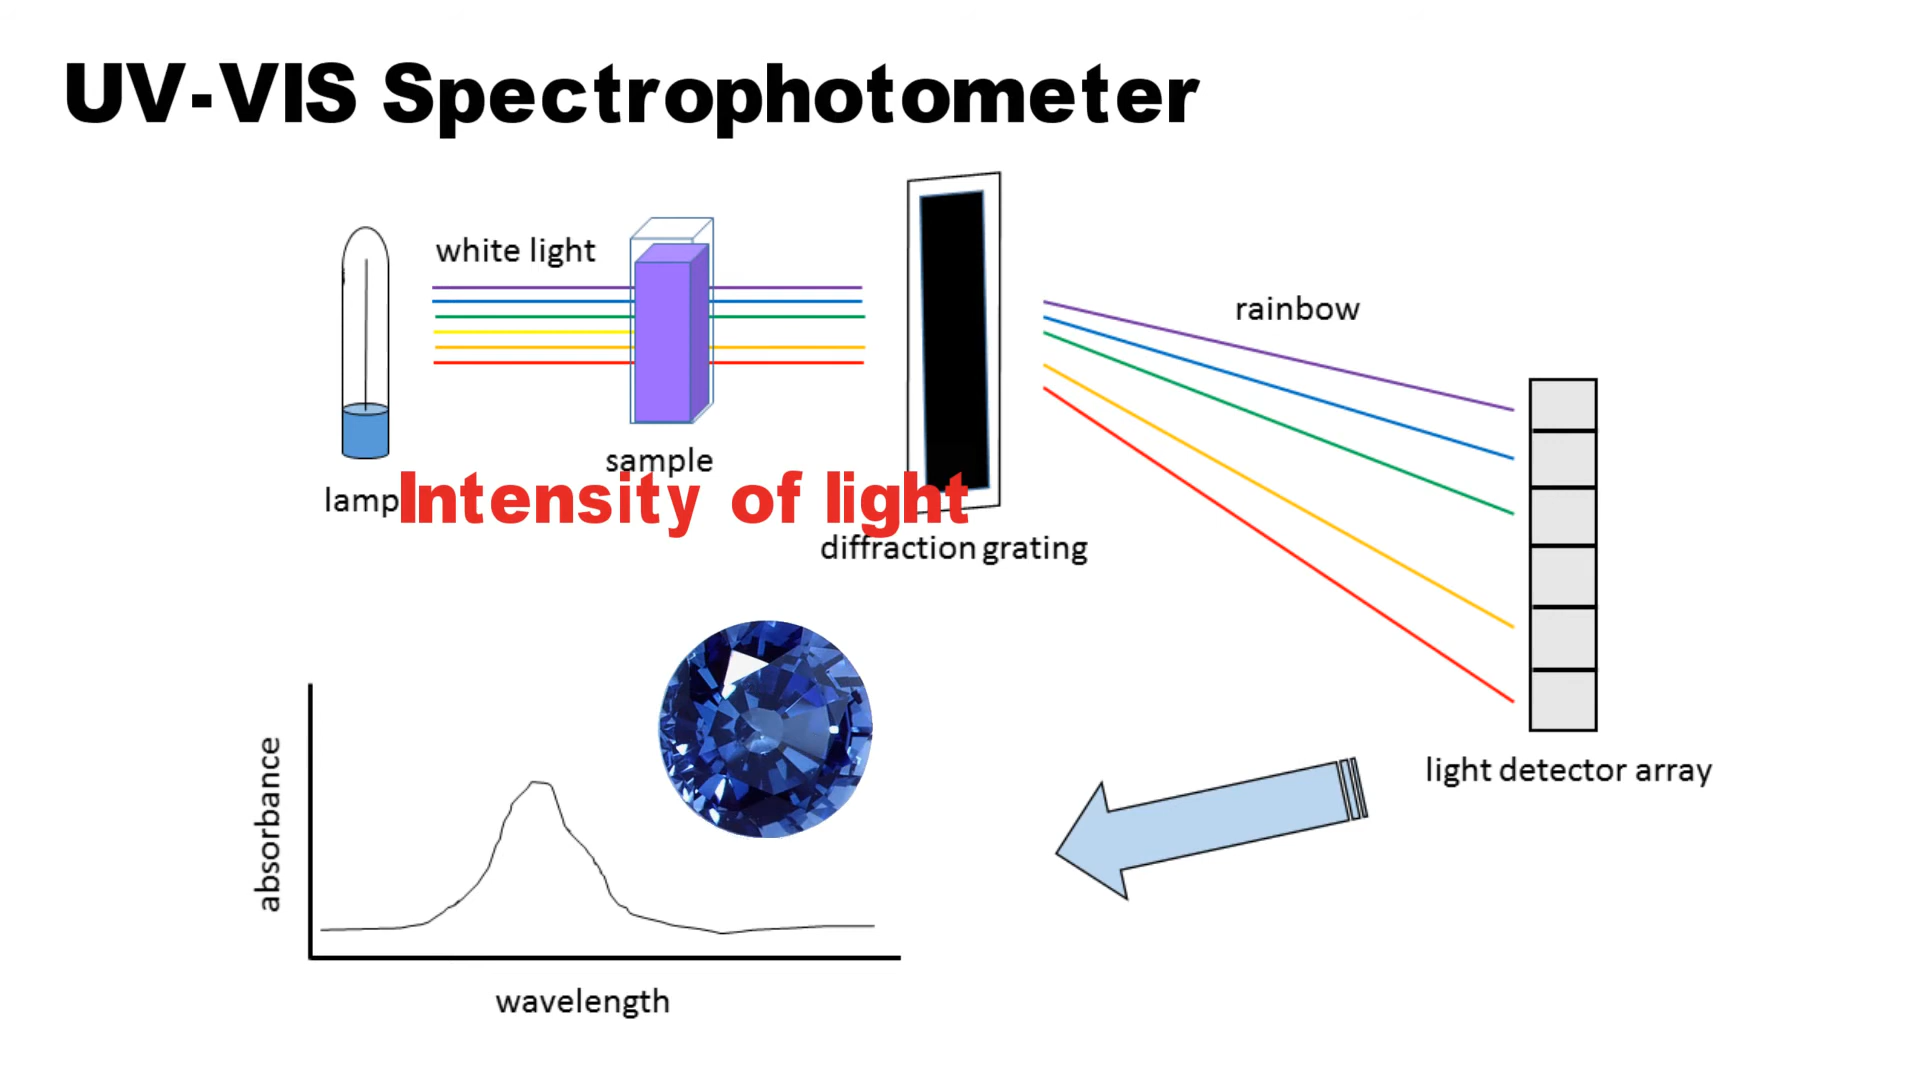 UV-VIS Spectrophotometer
white light
rainbow
sample
lamp
Intensity of light
diffraction grating
light detector array
absorbance
wavelength